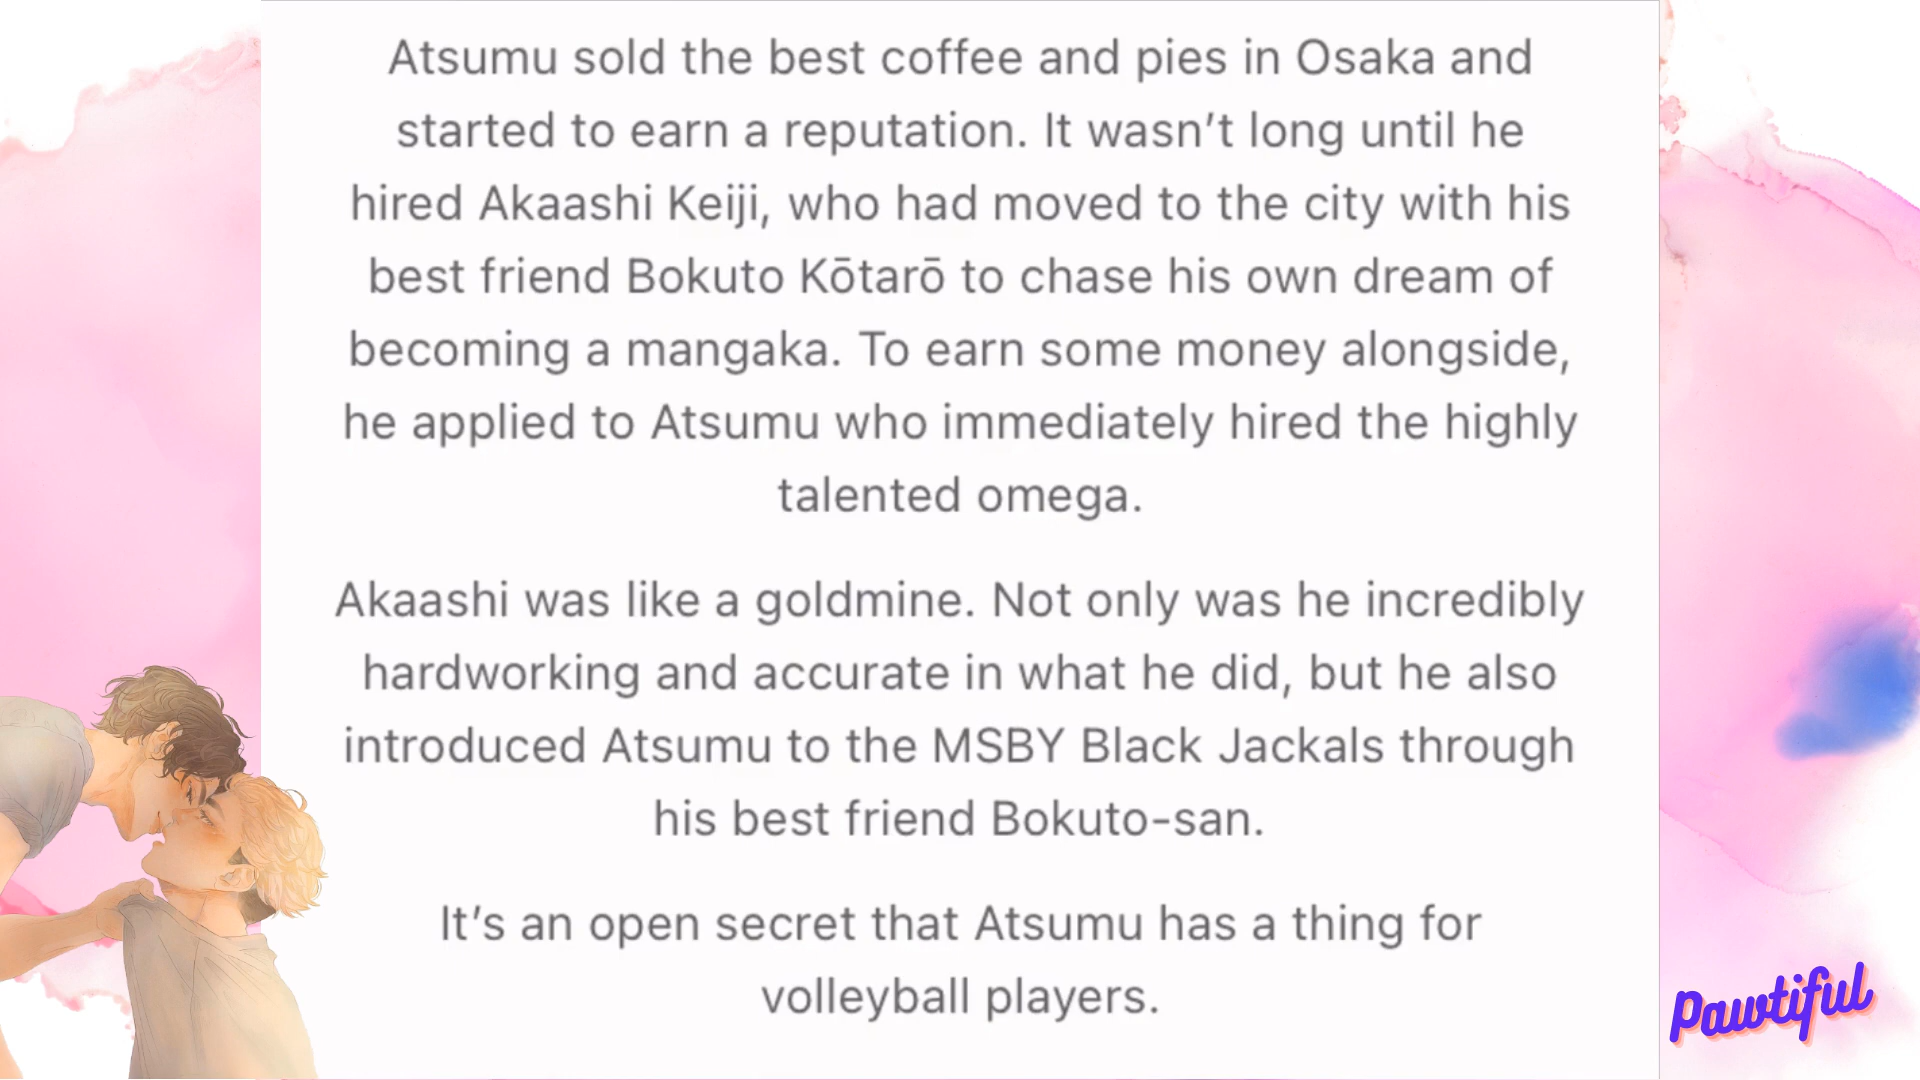 Atsumu sold the best coffee and pies in Osaka and
started to earn a reputation. It wasn’t long until he
hired Akaashi Keiji, who had moved to the city with his
best friend Bokuto Kōtarō to chase his own dream of
becoming a mangaka. To earn some money alongside,
he applied to Atsumu who immediately hired the highly
talented omega.
Akaashi was like a goldmine. Not only was he incredibly
hardworking and accurate in what he did, but he also
introduced Atsumu to the MSBY Black Jackals through
his best friend Bokuto-san.
It’s an open secret that Atsumu has a thing for
volleyball players.
Pawtiful